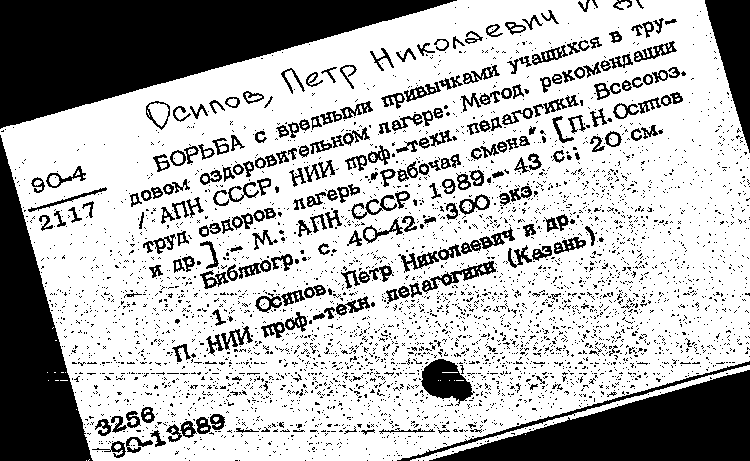 Осипов, Петр Николаевич и др
90-4
2117
БОРЬБА с вредными привычками учащихся в тру-
довом оздоровительном лагере: Метод. рекомендации
/ АПН СССР, НИИ проф.-техн. педагогики, Всесоюз.
труд оздоров. лагерь "Рабочая смена"; [П.Н.Осипов
и др.]. - М.: АПН СССР, 1989.- 43 с.; 20 см.
Библиогр.: с. 40-42.- 300 экз.
1. Осипов, Петр Николаевич и др.
П. НИИ проф.-техн. педагогики (Казань).
3256
90-13689